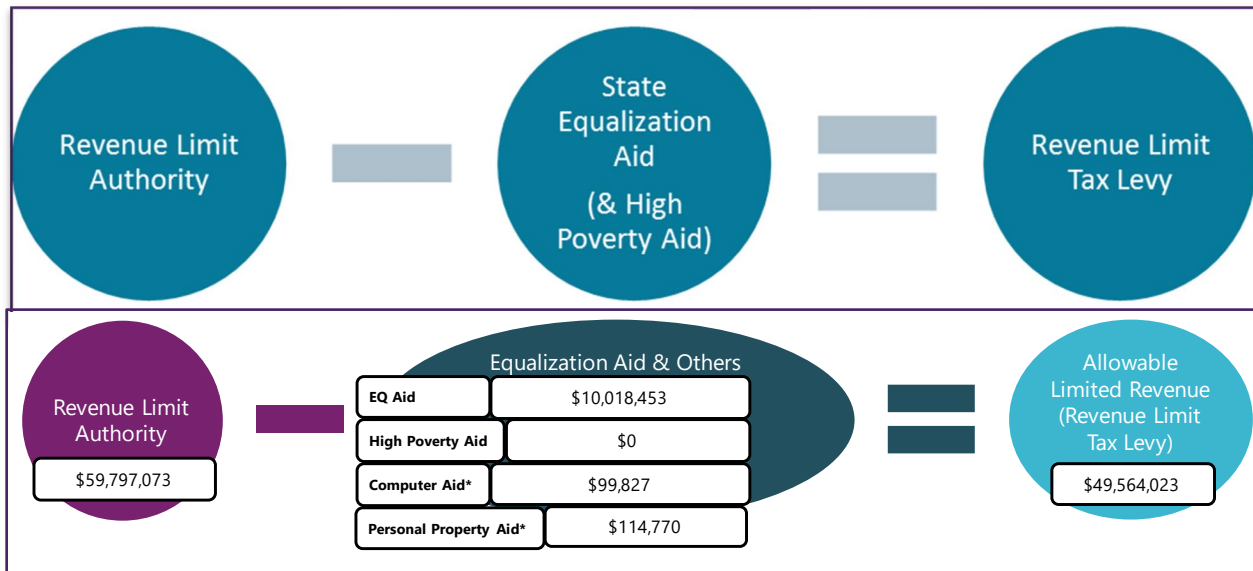 Revenue Limit
Authority
State
Equalization
Aid
(& High
Poverty Aid)
Revenue Limit
Tax Levy
Revenue Limit
Authority
$59,797,073
Equalization Aid & Others
EQ Aid
$10,018,453
High Poverty Aid
$0
Computer Aid*
$99,827
Personal Property Aid*
$114,770
Allowable
Limited Revenue
(Revenue Limit
Tax Levy)
$49,564,023